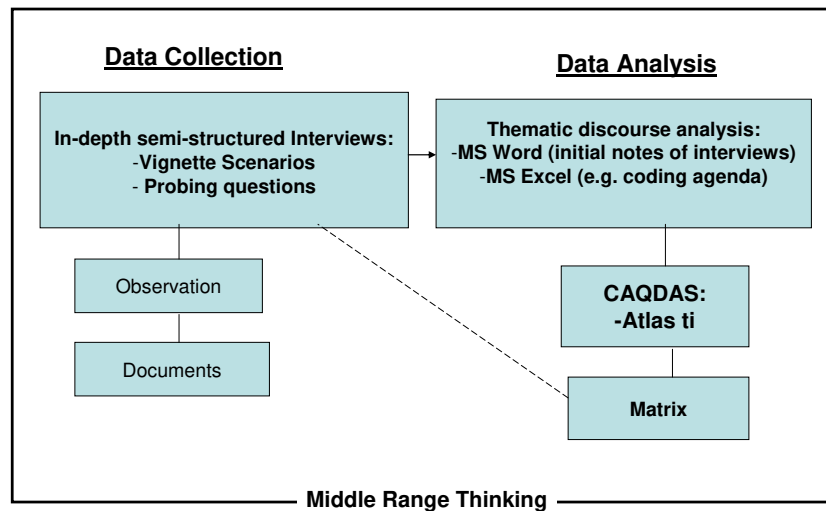 Data Collection
Data Analysis
In-depth semi-structured Interviews:
-Vignette Scenarios
- Probing questions
Thematic discourse analysis:
-MS Word (initial notes of interviews)
-MS Excel (e.g. coding agenda)
Observation
Documents
CAQDAS:
-Atlas ti
Matrix
Middle Range Thinking